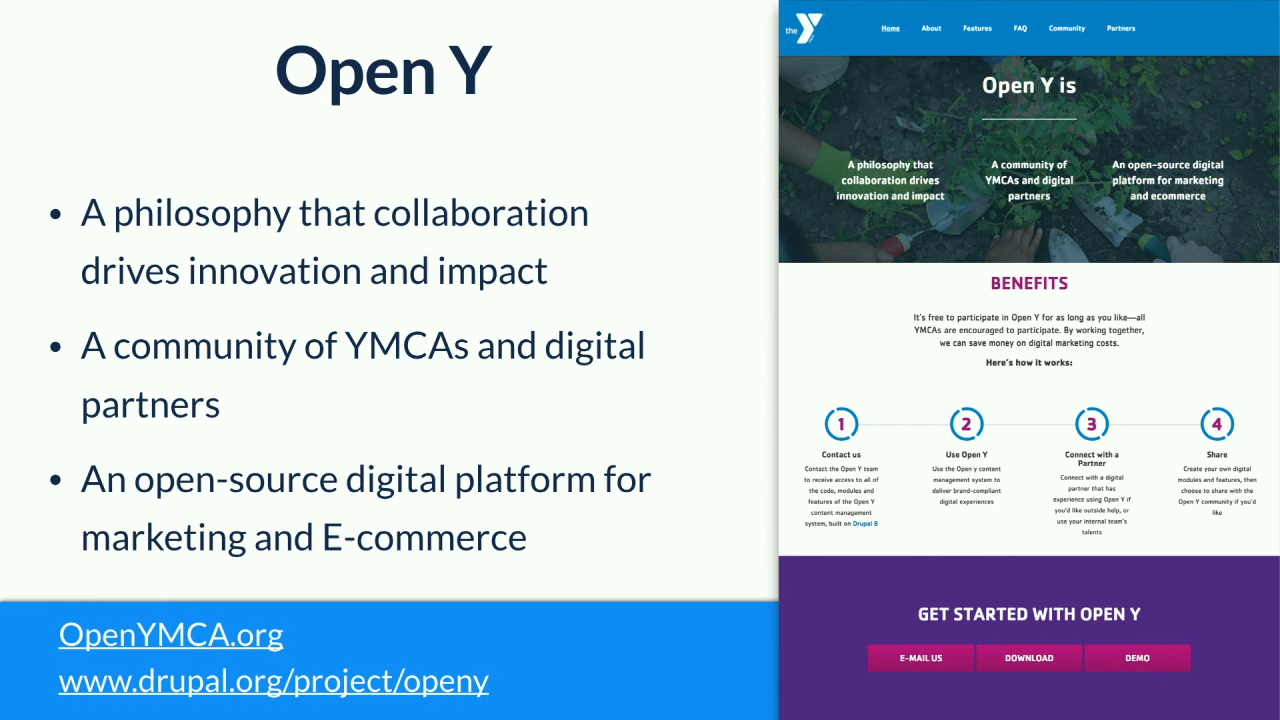 Open Y
• A philosophy that collaboration
drives innovation and impact
• A community of YMCAs and digital
partners
• An open-source digital platform for
marketing and E-commerce
OpenYMCA.org
www.drupal.org/project/openy
the Y
Home About Features FAQ Community Partners
Open Y is
A philosophy that
collaboration drives
innovation and impact
A community of
YMCAs and digital
partners
An open-source digital
platform for marketing
and ecommerce
BENEFITS
It's free to participate in Open Y for as long as you like—all
YMCAs are encouraged to participate. By working together,
we can save money on digital marketing costs.
Here's how it works:
1
Contact us
Contact the Open Y team
to receive access to all of
the code, modules and
features of the Open Y
content management
system, built on Drupal 8
2
Use Open Y
Use the Open y content
management system to
deliver brand-compliant
digital experiences
3
Connect with a
Partner
Connect with a digital
partner that has
experience using Open Y if
you'd like outside help, or
use your internal team's
talents
4
Share
Create your own digital
modules and features, then
choose to share with the
Open Y community if you'd
like
GET STARTED WITH OPEN Y
E-MAIL US DOWNLOAD DEMO